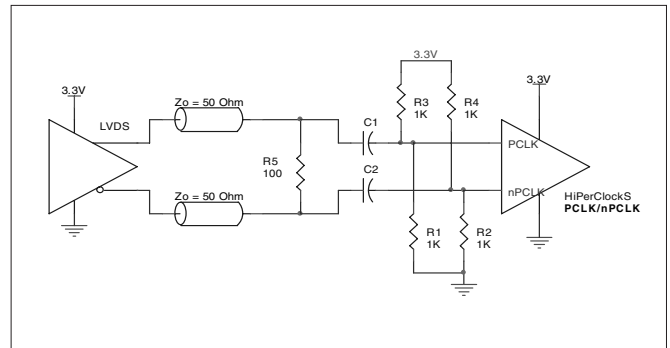 3.3V
3.3V
3.3V
Zo = 50 Ohm
LVDS
R3
1K
R4
1K
C1
PCLK
R5
100
C2
Zo = 50 Ohm
nPCLK
HiPerClockS
PCLK/nPCLK
R1
1K
R2
1K